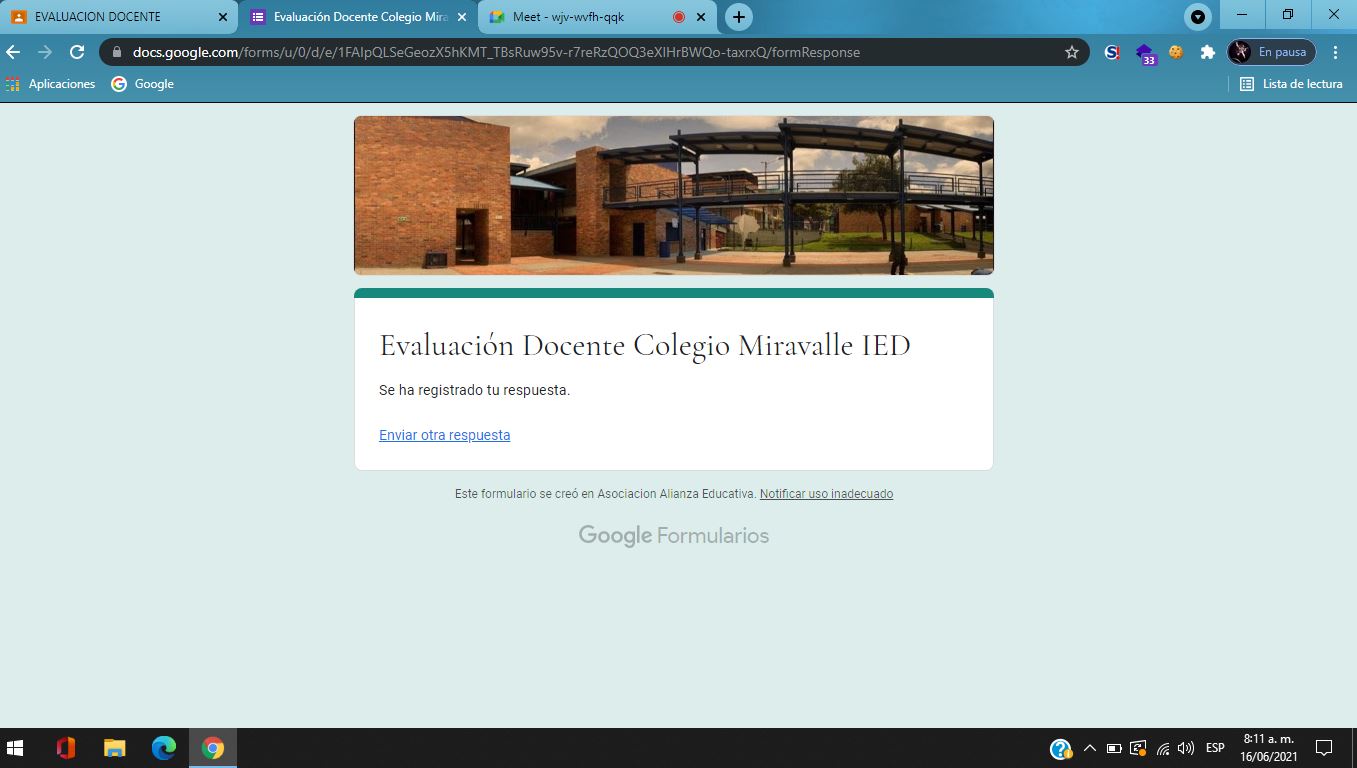 EVALUACION DOCENTE
Evaluación Docente Colegio Mira
Meet - wjv-wvfh-qqk
docs.google.com/forms/u/0/d/e/1FAIpQLSeGeozX5hKMT_TBsRuw95v-r7reRzQOQ3eXIHrBWQo-taxrxQ/formResponse
33
En pausa
Aplicaciones
Google
Lista de lectura
Evaluación Docente Colegio Miravalle IED
Se ha registrado tu respuesta.
Enviar otra respuesta
Este formulario se creó en Asociacion Alianza Educativa. Notificar uso inadecuado
Google Formularios
ESP
8:11 a. m.
16/06/2021